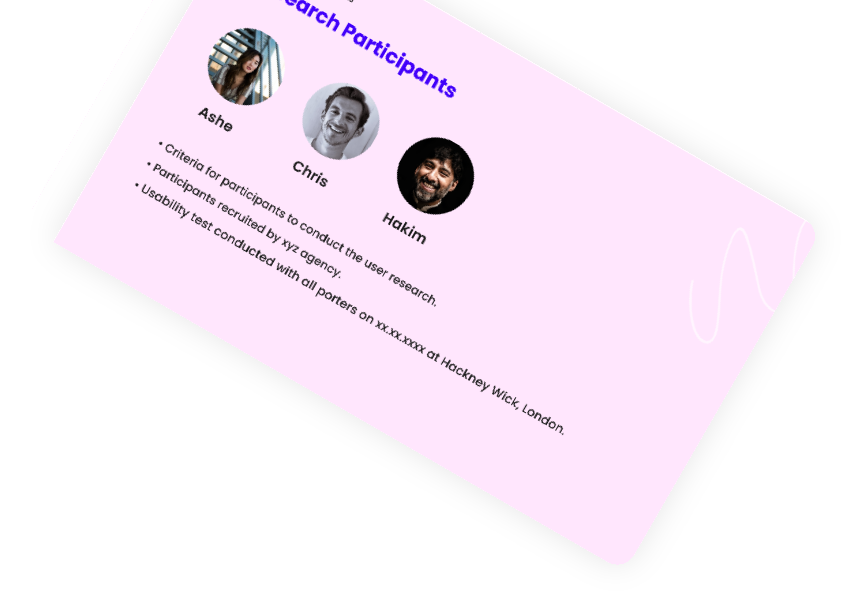 earch Participants
Ashe
Chris
Hakim
• Criteria for participants to conduct the user research.
• Participants recruited by xyz agency.
• Usability test conducted with all porters on xx.xx.xxxx at Hackney Wick, London.